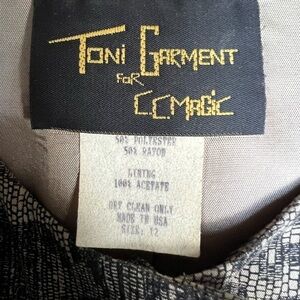 TONI GARMENT
FOR
C.C. MAGIC
50% POLYESTER
50% RAYON
LINING
100% ACETATE
DRY CLEAN ONLY
MADE IN USA
SIZE: 12